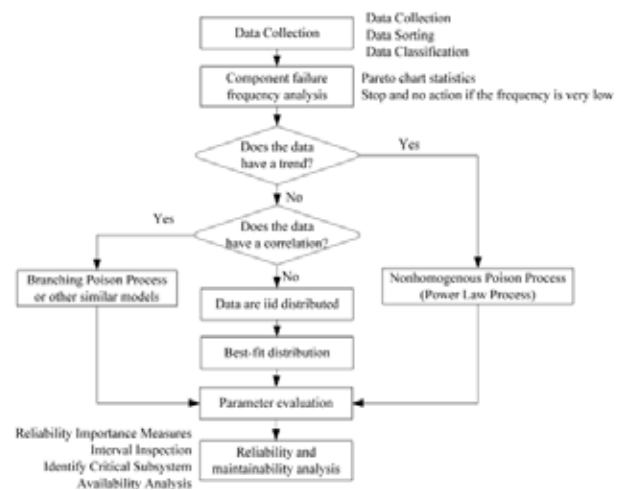 Data Collection
Data Collection
Data Sorting
Data Classification
Component failure
frequency analysis
Pareto chart statistics
Stop and no action if the frequency is very low
Does the data
have a trend?
Yes
No
Does the data
have a correlation?
Yes
No
Branching Poison Process
or other similar models
Nonhomogenous Poison Process
(Power Law Process)
Data are iid distributed
Best-fit distribution
Parameter evaluation
Reliability Importance Measures
Interval Inspection
Identify Critical Subsystem
Availability Analysis
Reliability and
maintainability analysis